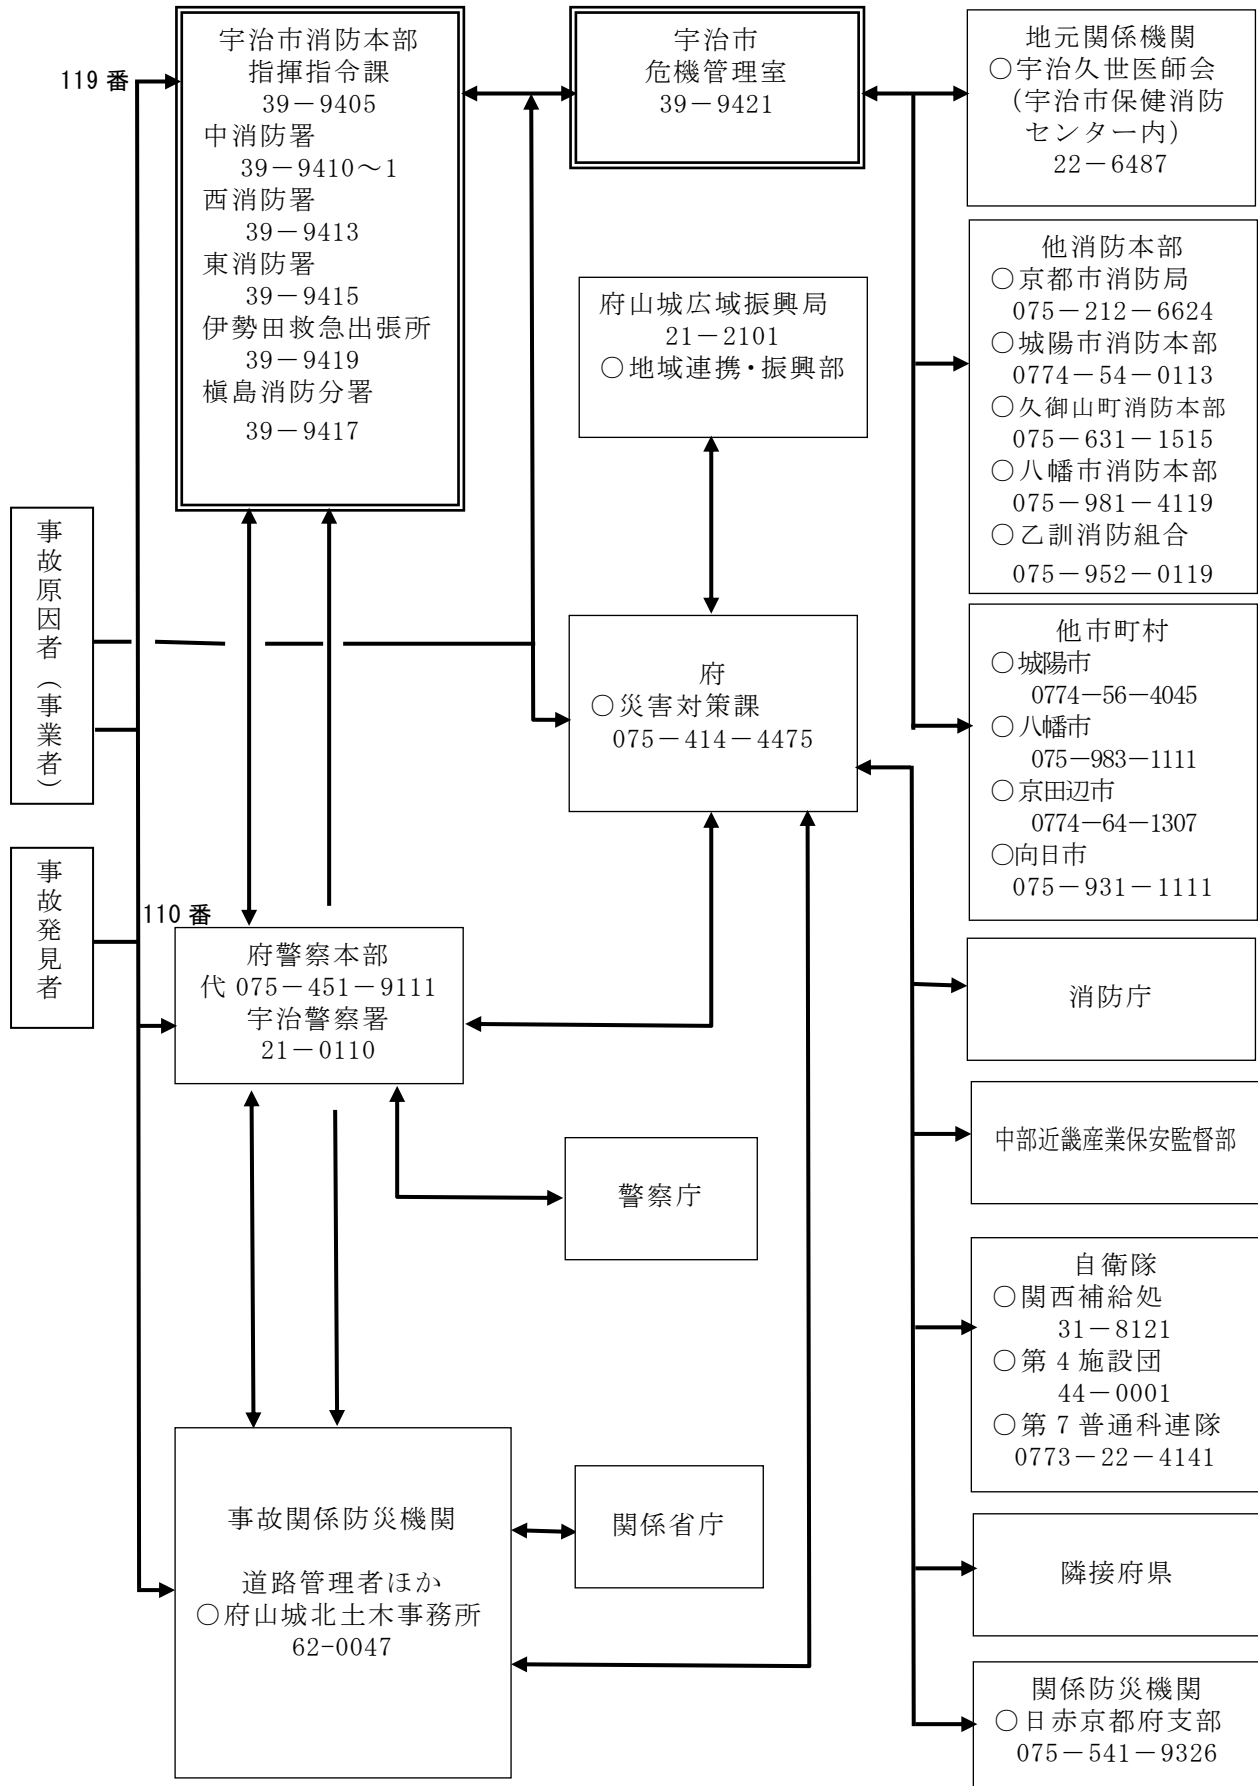 119 番
宇治市消防本部
指揮指令課
39－9405
中消防署
39－9410～1
西消防署
39－9413
東消防署
39－9415
伊勢田救急出張所
39－9419
槇島消防分署
39－9417
宇治市
危機管理室
39－9421
地元関係機関
○宇治久世医師会
（宇治市保健消防
センター内）
22－6487
他消防本部
○京都市消防局
075－212－6624
○城陽市消防本部
0774－54－0113
○久御山町消防本部
075－631－1515
○八幡市消防本部
075－981－4119
○乙訓消防組合
075－952－0119
府山城広域振興局
21－2101
○地域連携・振興部
事故原因者（事業者）
府
○災害対策課
075－414－4475
他市町村
○城陽市
0774－56－4045
○八幡市
075－983－1111
○京田辺市
0774－64－1307
○向日市
075－931－1111
事故発見者
110 番
府警察本部
代 075－451－9111
宇治警察署
21－0110
消防庁
中部近畿産業保安監督部
警察庁
自衛隊
○関西補給処
31－8121
○第 4 施設団
44－0001
○第 7 普通科連隊
0773－22－4141
事故関係防災機関
道路管理者ほか
○府山城北土木事務所
62-0047
関係省庁
隣接府県
関係防災機関
○日赤京都府支部
075－541－9326